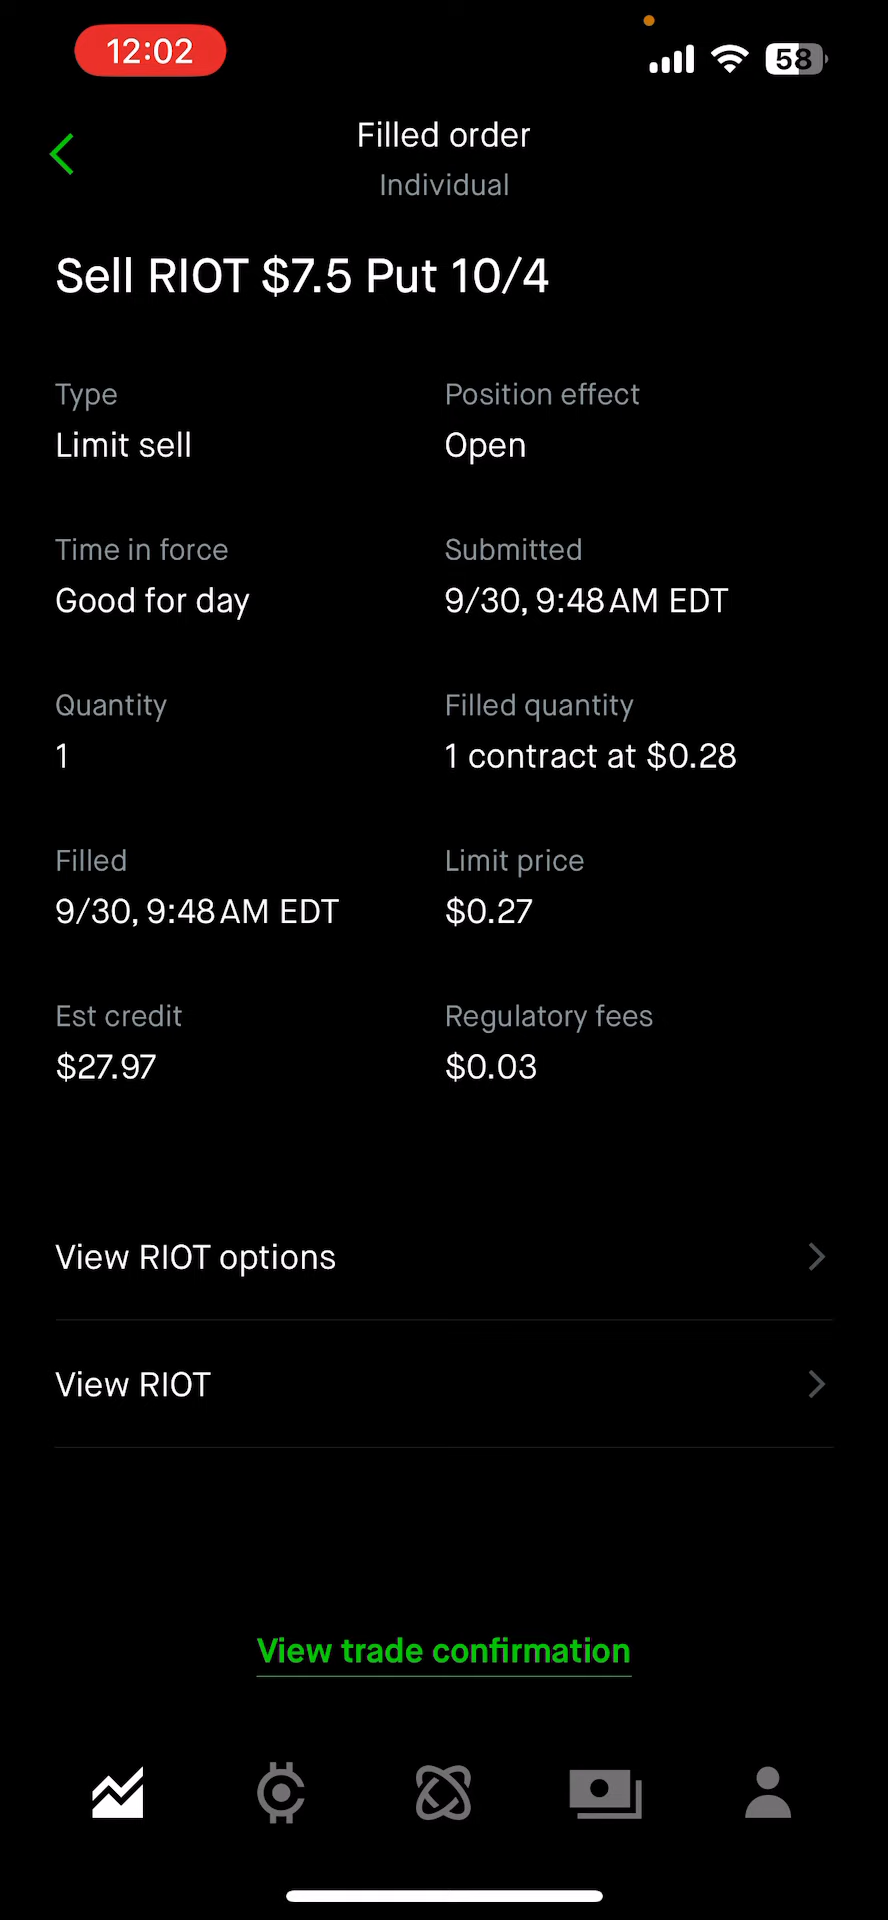 12:02
58
Filled order
Individual
Sell RIOT $7.5 Put 10/4
Type
Position effect
Limit sell
Open
Time in force
Submitted
Good for day
9/30, 9:48 AM EDT
Quantity
Filled quantity
1
1 contract at $0.28
Filled
Limit price
9/30, 9:48 AM EDT
$0.27
Est credit
Regulatory fees
$27.97
$0.03
View RIOT options
View RIOT
View trade confirmation